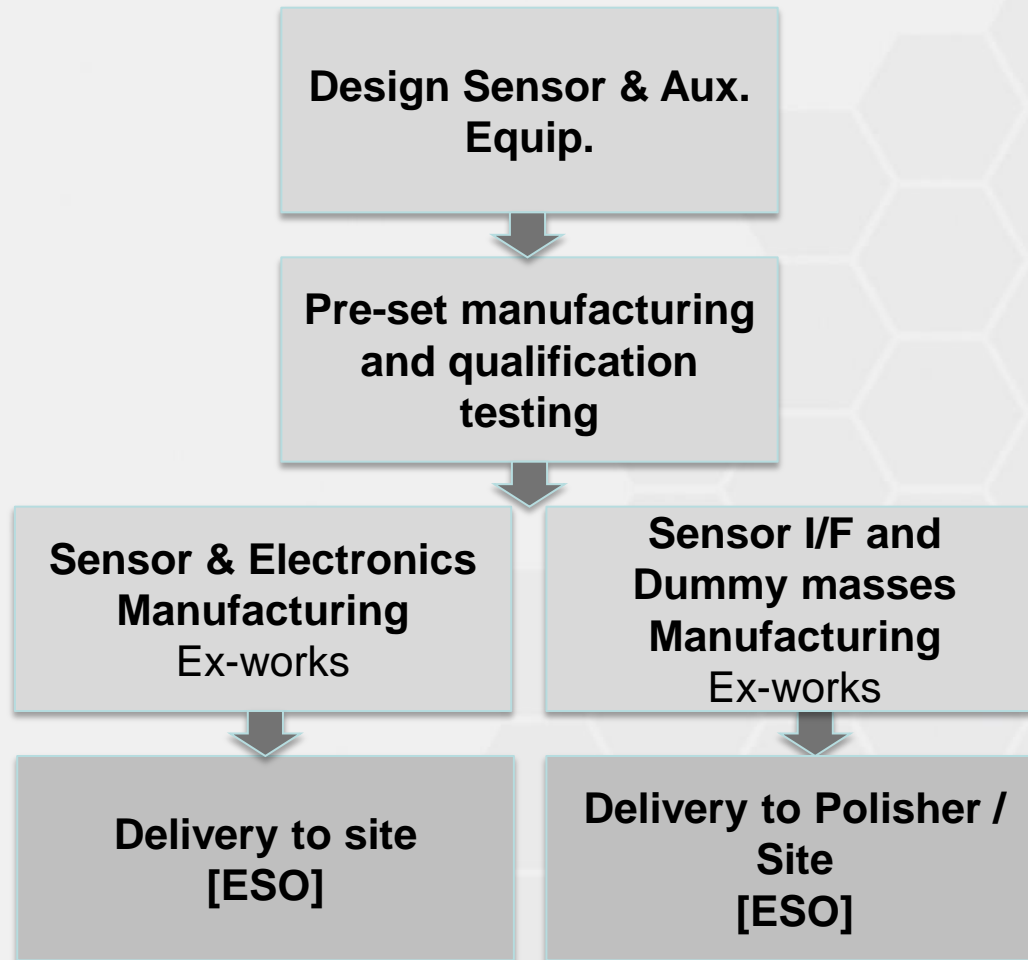 Design Sensor & Aux.
Equip.
Pre-set manufacturing
and qualification
testing
Sensor & Electronics
Manufacturing
Ex-works
Sensor I/F and
Dummy masses
Manufacturing
Ex-works
Delivery to site
[ESO]
Delivery to Polisher /
Site
[ESO]